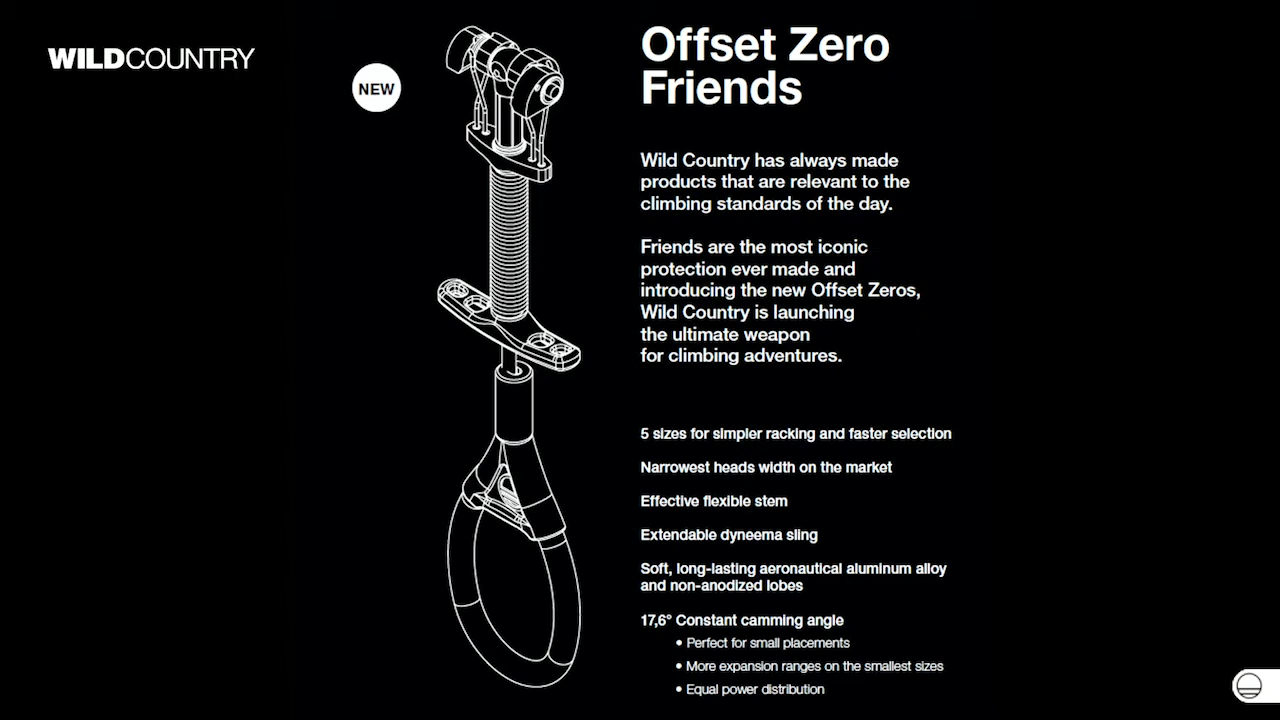 WILDCOUNTRY
NEW
Offset Zero
Friends
Wild Country has always made
products that are relevant to the
climbing standards of the day.
Friends are the most iconic
protection ever made and
introducing the new Offset Zeros,
Wild Country is launching
the ultimate weapon
for climbing adventures.
5 sizes for simpler racking and faster selection
Narrowest heads width on the market
Effective flexible stem
Extendable dyneema sling
Soft, long-lasting aeronautical aluminum alloy
and non-anodized lobes
17,6° Constant camming angle
• Perfect for small placements
• More expansion ranges on the smallest sizes
• Equal power distribution